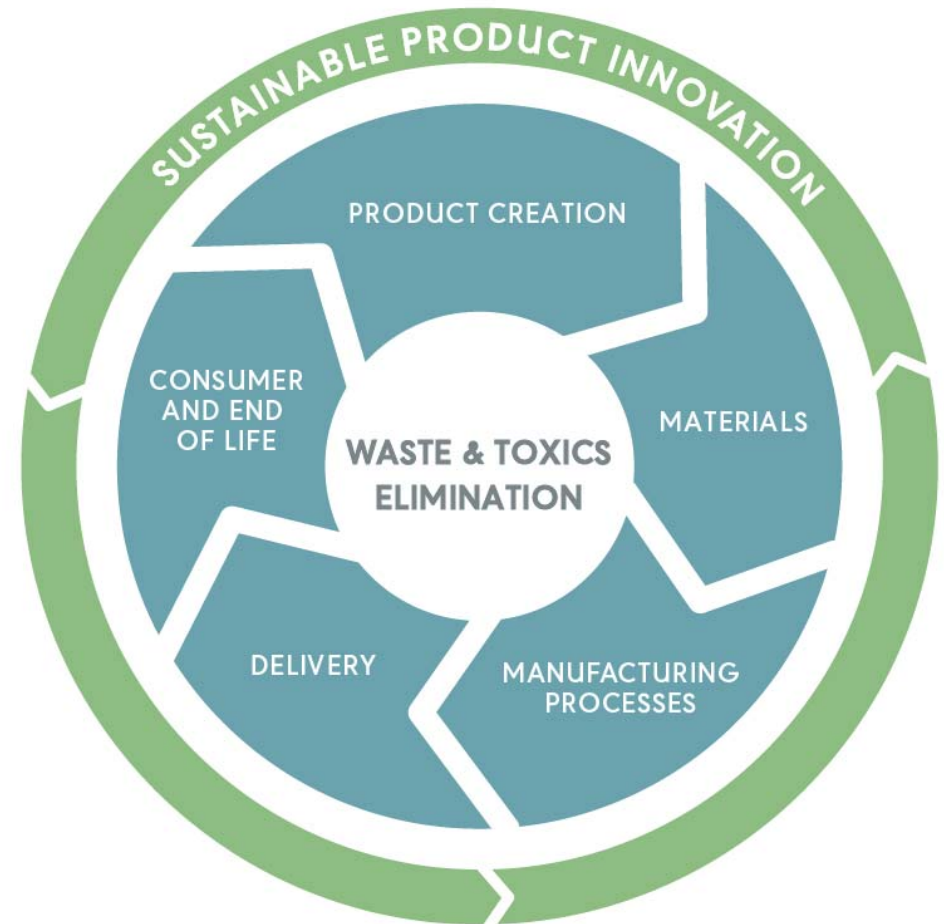 SUSTAINABLE PRODUCT INNOVATION
PRODUCT CREATION
MATERIALS
MANUFACTURING
PROCESSES
DELIVERY
CONSUMER
AND END
OF LIFE
WASTE & TOXICS
ELIMINATION